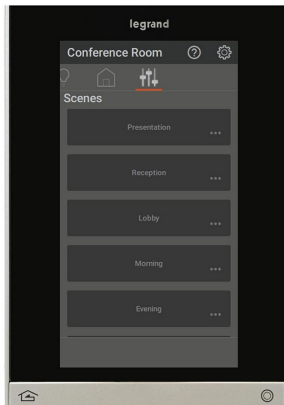 legrand
Conference Room
Scenes
Presentation
Reception
Lobby
Morning
Evening